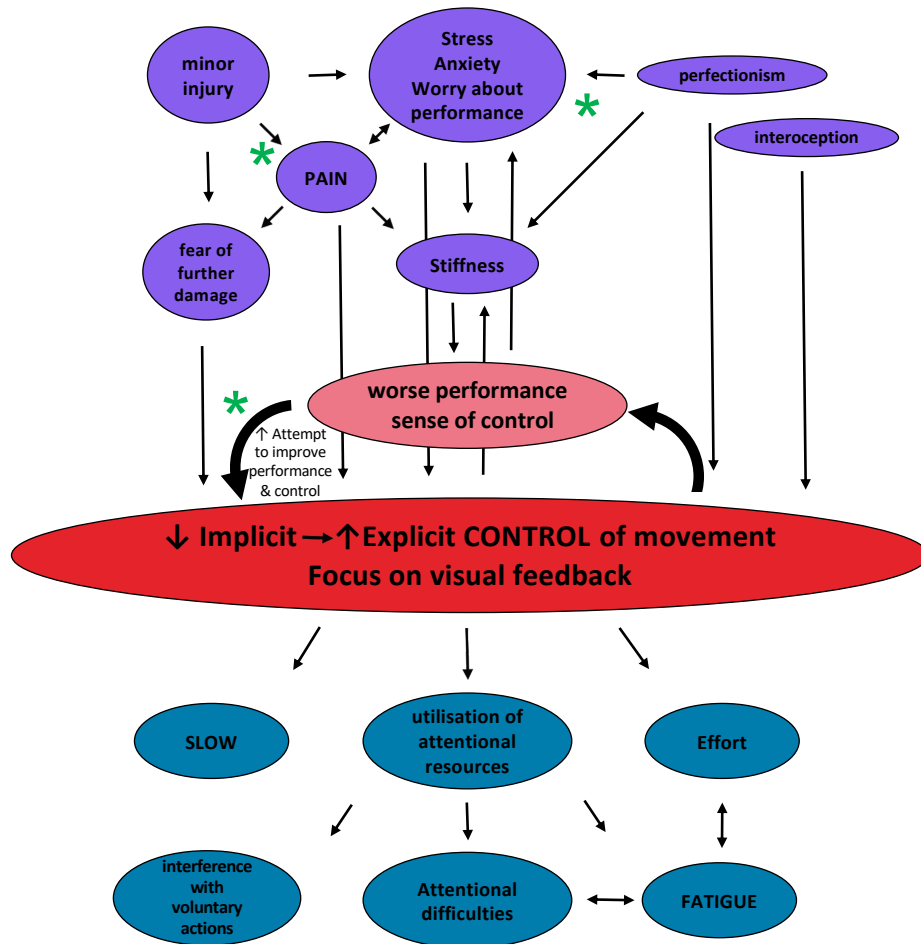 minor
injury
Stress
Anxiety
Worry about
performance
perfectionism
*
*
interoception
PAIN
fear of
further
damage
Stiffness
worse performance
sense of control
*
↑ Attempt
to improve
performance
& control
↓ Implicit → ↑Explicit CONTROL of movement
Focus on visual feedback
SLOW
utilisation of
attentional
resources
Effort
interference
with
voluntary
actions
Attentional
difficulties
FATIGUE